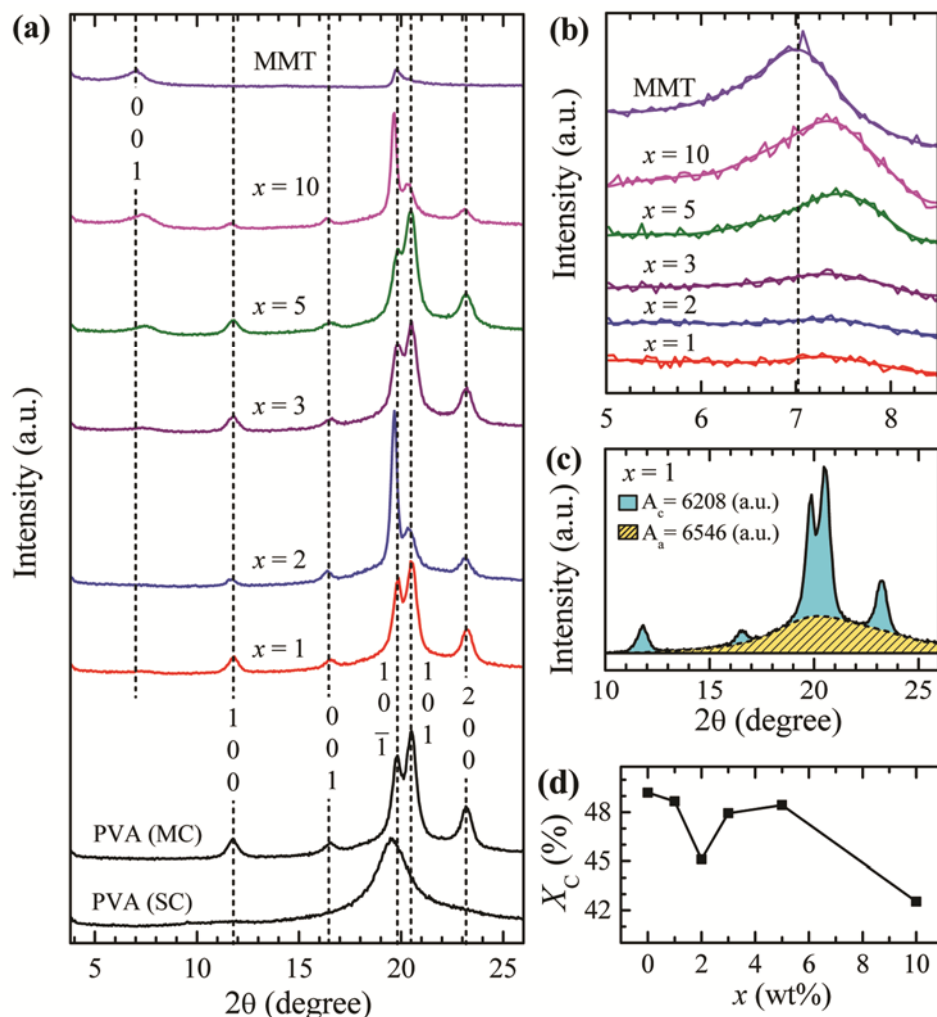 (a)
MMT
0
0
1
x = 10
x = 5
x = 3
x = 2
x = 1
1
0
0
0
0
1
1
0
1̅
1
0
1
2
0
0
PVA (MC)
PVA (SC)
5 10 15 20 25
2θ (degree)
Intensity (a.u.)
(b)
MMT
x = 10
x = 5
x = 3
x = 2
x = 1
5 6 7 8
Intensity (a.u.)
(c)
x = 1
A_c = 6208 (a.u.)
A_a = 6546 (a.u.)
10 15 20 25
2θ (degree)
Intensity (a.u.)
(d)
48
45
42
X_C (%)
0 2 4 6 8 10
x (wt%)